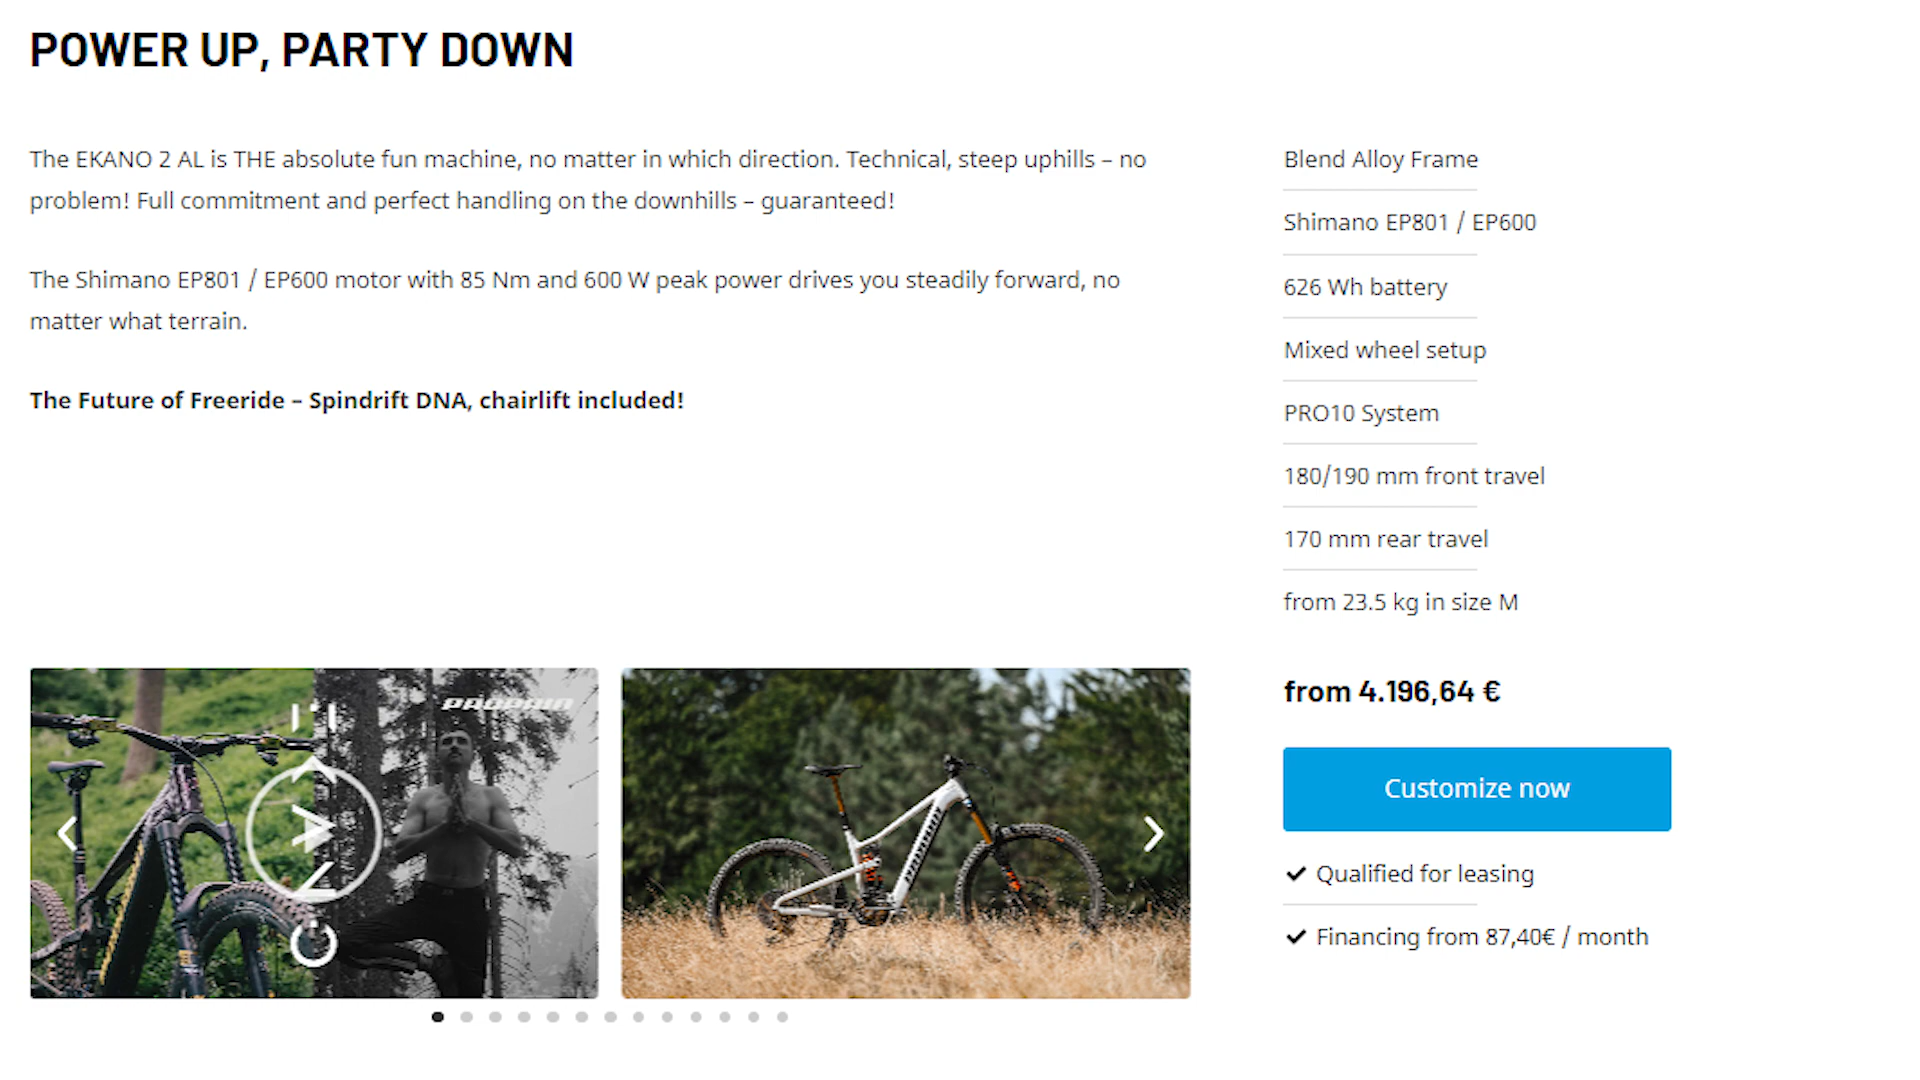 POWER UP, PARTY DOWN
The EKANO 2 AL is THE absolute fun machine, no matter in which direction. Technical, steep uphills – no
problem! Full commitment and perfect handling on the downhills – guaranteed!
The Shimano EP801 / EP600 motor with 85 Nm and 600 W peak power drives you steadily forward, no
matter what terrain.
The Future of Freeride – Spindrift DNA, chairlift included!
Blend Alloy Frame
Shimano EP801 / EP600
626 Wh battery
Mixed wheel setup
PRO10 System
180/190 mm front travel
170 mm rear travel
from 23.5 kg in size M
from 4.196,64 €
Customize now
✔ Qualified for leasing
✔ Financing from 87,40€ / month
PROPAIN
PROPAIN